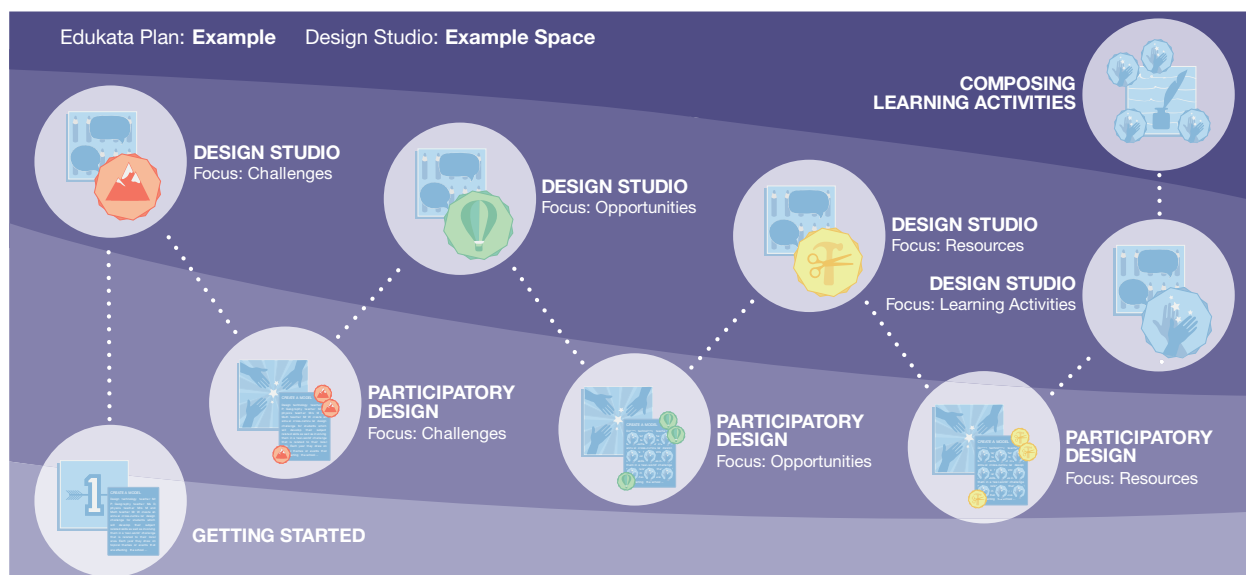 Edukata Plan: Example Design Studio: Example Space
COMPOSING
LEARNING ACTIVITIES
DESIGN STUDIO
Focus: Challenges
DESIGN STUDIO
Focus: Opportunities
DESIGN STUDIO
Focus: Resources
DESIGN STUDIO
Focus: Learning Activities
PARTICIPATORY
DESIGN
Focus: Challenges
PARTICIPATORY
DESIGN
Focus: Opportunities
PARTICIPATORY
DESIGN
Focus: Resources
1
GETTING STARTED